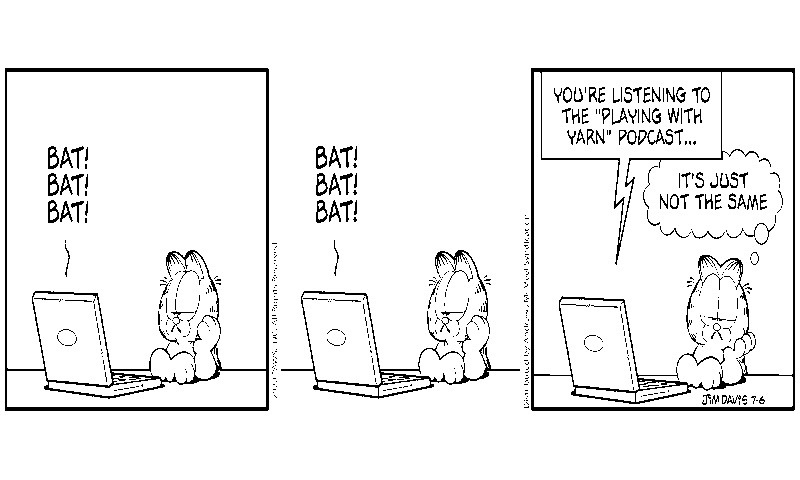 BAT!
BAT!
BAT!
BAT!
BAT!
BAT!
YOU'RE LISTENING TO
THE "PLAYING WITH
YARN" PODCAST...
IT'S JUST
NOT THE SAME
JIM DAVIS 7-6